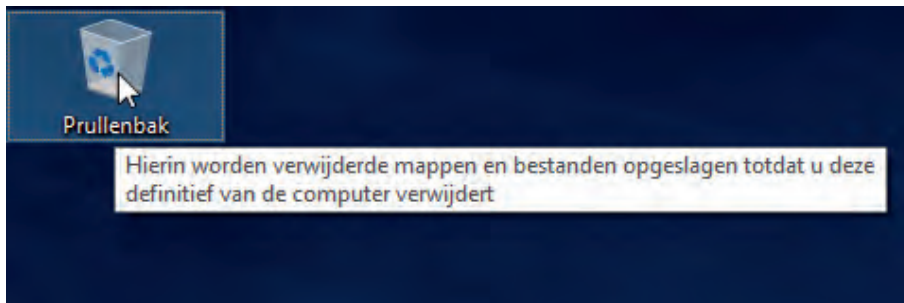 Prullenbak
Hierin worden verwijderde mappen en bestanden opgeslagen totdat u deze
definitief van de computer verwijdert